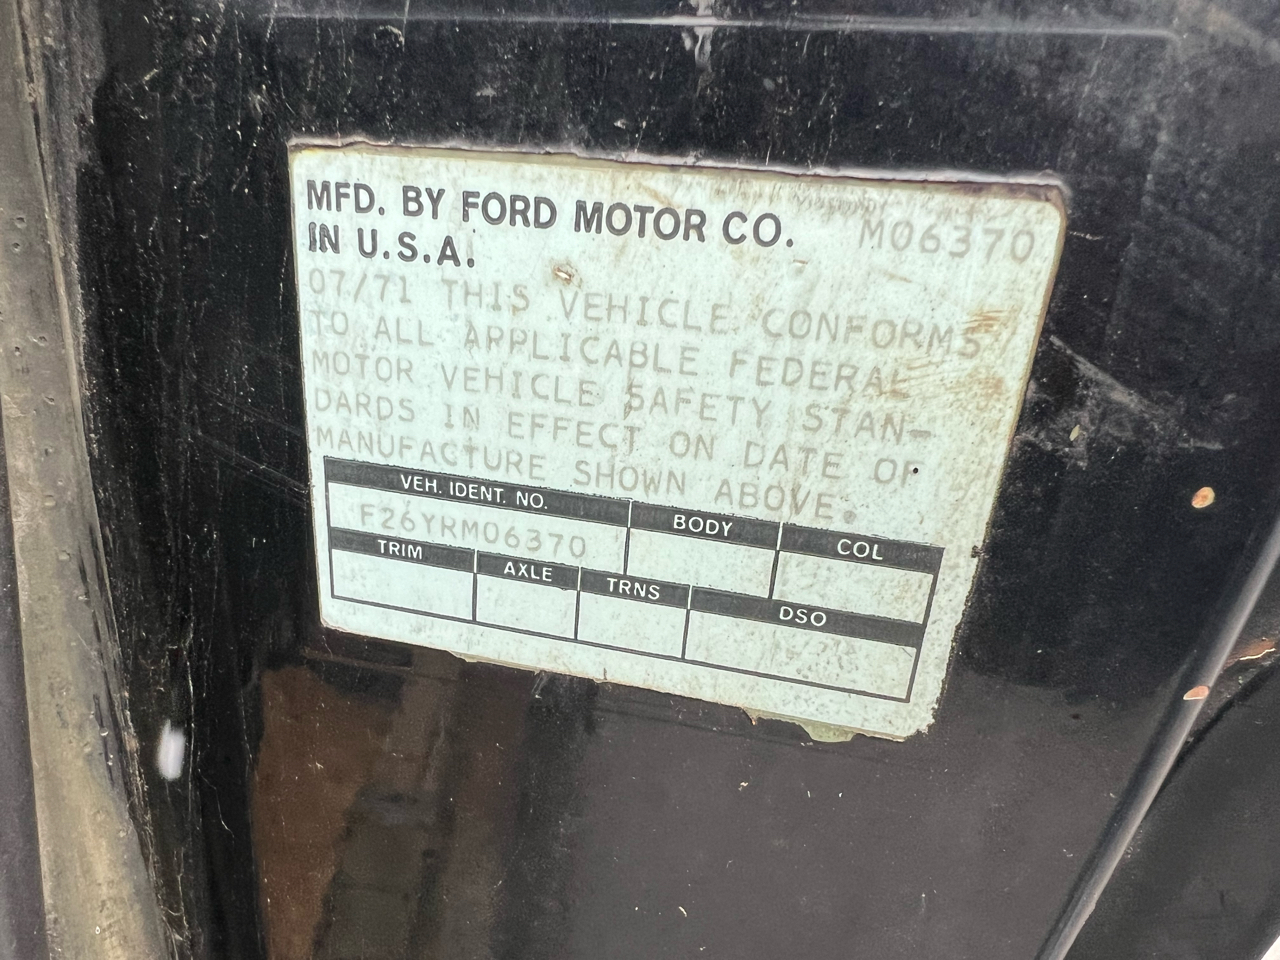 MFD. BY FORD MOTOR CO. M06370
IN U.S.A.
07/71 THIS VEHICLE CONFORMS
TO ALL APPLICABLE FEDERAL
MOTOR VEHICLE SAFETY STAN-
DARDS IN EFFECT ON DATE OF
MANUFACTURE SHOWN ABOVE.
VEH. IDENT. NO. BODY COL
F26YRM06370
TRIM AXLE TRNS DSO